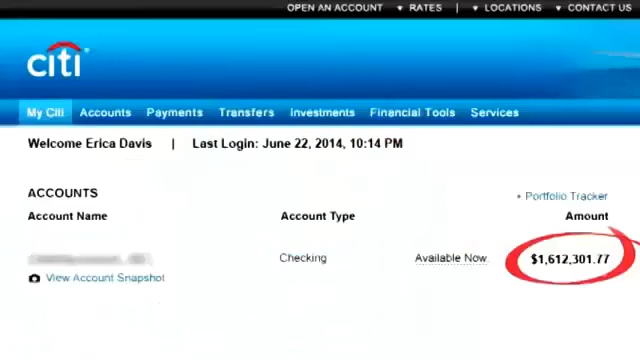 OPEN AN ACCOUNT ▼ RATES | ▼ LOCATIONS ▼ CONTACT US
citi
My Citi Accounts Payments Transfers Investments Financial Tools Services
Welcome Erica Davis | Last Login: June 22, 2014, 10:14 PM
ACCOUNTS
Portfolio Tracker
Account Name Account Type Amount
Checking Available Now $1,612,301.77
View Account Snapshot